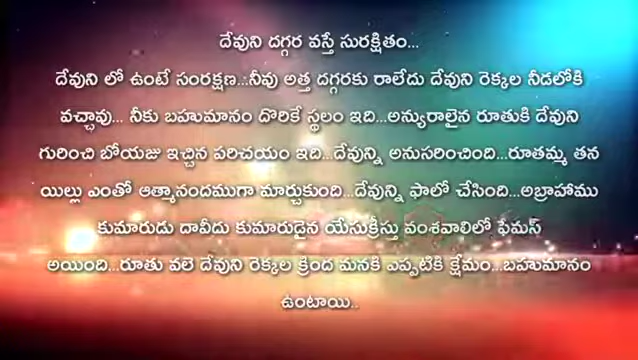 దేవుని దగ్గర వస్తే సురక్షితం...
దేవుని లో ఉంటే సంరక్షణ...నీవు అత్త దగ్గరకు రాలేదు దేవుని రెక్కల నీడలోకి
వచ్చావు... నీకు బహుమానం దొరికే స్థలం ఇది...అన్యురాలైన రూతుకి దేవుని
గురించి బోయజు ఇచ్చిన పరిచయం ఇది...దేవున్ని అనుసరించింది...రూతమ్మ తన
యిల్లు ఎంతో ఆత్మానందముగా మార్చుకుంది...దేవున్ని ఫాలో చేసింది...అబ్రాహాము
కుమారుడు దావీదు కుమారుడైన యేసుక్రీస్తు వంశవాలిలో ఫేమస్
అయింది...రూతు వలె దేవుని రెక్కల క్రింద మనకి ఎప్పటికి క్షేమం...బహుమానం
ఉంటాయి..